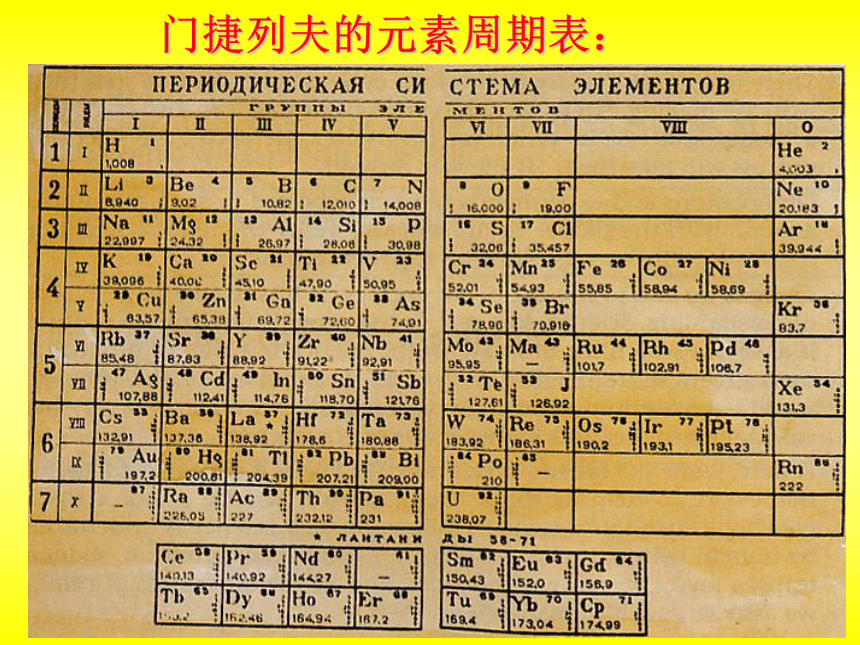 门捷列夫的元素周期表：
ПЕРИОДИЧЕСКАЯ СИ СТЕМА ЭЛЕМЕНТОВ
ГРУППЫ ЭЛЕ МЕНТОВ
I II III IV V VI VII VIII 0
1 I H 1 He 2
1,008 4,003
2 II Li 3 Be 4 5 B 6 C 7 N 8 O 9 F Ne 10
6,940 9,02 10,82 12,010 14,008 16,000 19,00 20,183
3 III Na 11 Mg 12 13 Al 14 Si 15 P 16 S 17 Cl Ar 18
22,997 24,32 26,97 28,06 30,98 32,06 35,457 39,944
4 IV K 19 Ca 20 Sc 21 Ti 22 V 23 Cr 24 Mn 25 Fe 26 Co 27 Ni 28
39,096 40,08 45,10 47,90 50,95 52,01 54,93 55,85 58,94 58,69
V 29 Cu 30 Zn 31 Ga 32 Ge 33 As 34 Se 35 Br Kr 36
63,57 65,38 69,72 72,60 74,91 78,96 79,916 83,7
5 VI Rb 37 Sr 38 Y 39 Zr 40 Nb 41 Mo 42 Ma 43 Ru 44 Rh 45 Pd 46
85,48 87,63 88,92 91,22 92,91 95,95 — 101,7 102,91 106,7
VII 47 Ag 48 Cd 49 In 50 Sn 51 Sb 52 Te 53 J Xe 54
107,88 112,41 114,76 118,70 121,76 127,61 126,92 131,3
6 VIII Cs 55 Ba 56 La 57 Hf 72 Ta 73 W 74 Re 75 Os 76 Ir 77 Pt 78
132,91 137,36 138,92 * 178,6 180,88 183,92 186,31 190,2 193,1 195,23
IX 79 Au 80 Hg 81 Tl 82 Pb 83 Bi 84 Po 85 — Rn 86
197,2 200,61 204,39 207,21 209,00 210 222
7 X — 87 Ra 88 Ac 89 Th 90 Pa 91 U 92
226,05 227 232,12 231 238,07
* ЛАНТАНИ ДЫ 58-71
Ce 58 Pr 59 Nd 60 — 61 Sm 62 Eu 63 Gd 64
140,13 140,92 144,27 150,43 152,0 156,9
Tb 65 Dy 66 Ho 67 Er 68 Tu 69 Yb 70 Cp 71
162,46 164,94 167,2 169,4 173,04 174,99